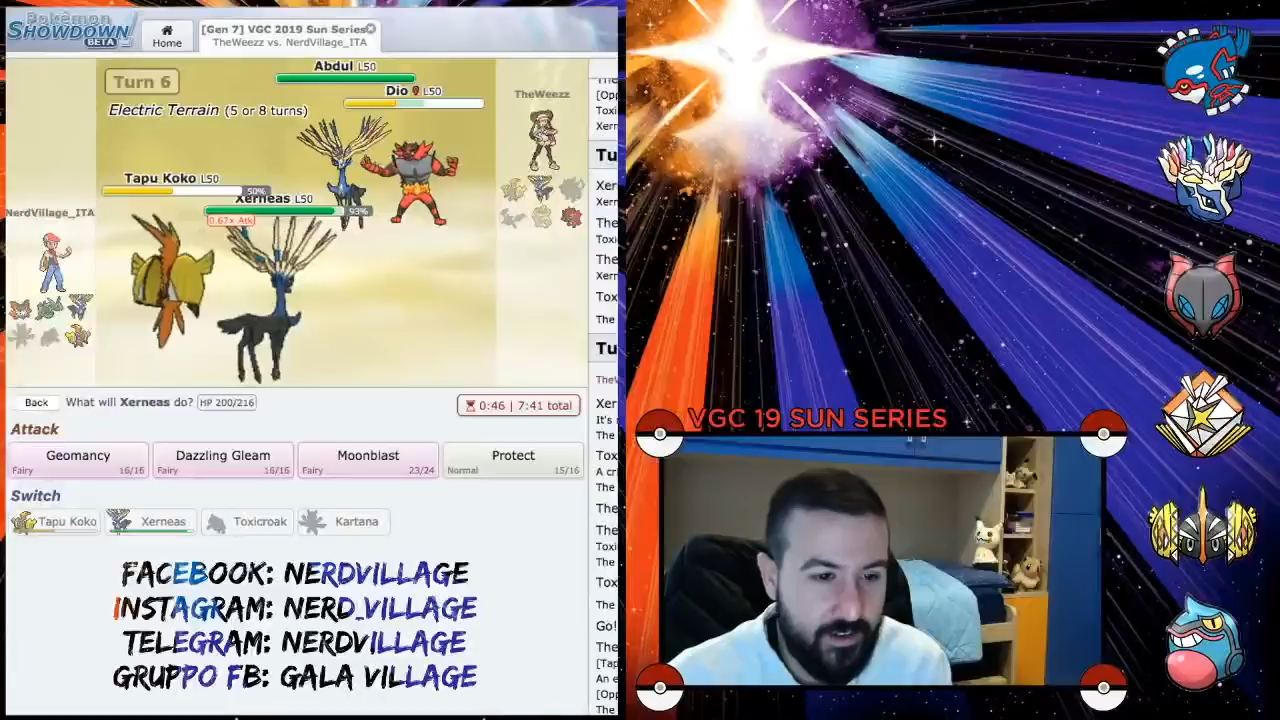 Pokémon
SHOWDOWN
BETA
Home
[Gen 7] VGC 2019 Sun Series
TheWeezz vs. NerdVillage_ITA
Turn 6
Electric Terrain (5 or 8 turns)
Abdul L50
Dio L50
TheWeezz
Tapu Koko L50
50%
Xerneas L50
93%
0.67x Atk
NerdVillage_ITA
Back
What will Xerneas do? HP 200/216
0:46 | 7:41 total
Attack
Geomancy
Fairy 16/16
Dazzling Gleam
Fairy 16/16
Moonblast
Fairy 23/24
Protect
Normal 15/16
Switch
Tapu Koko
Xerneas
Toxicroak
Kartana
FACEBOOK: NERDVILLAGE
INSTAGRAM: NERD_VILLAGE
TELEGRAM: NERDVILLAGE
GRUPPO FB: GALA VILLAGE
VGC 19 SUN SERIES